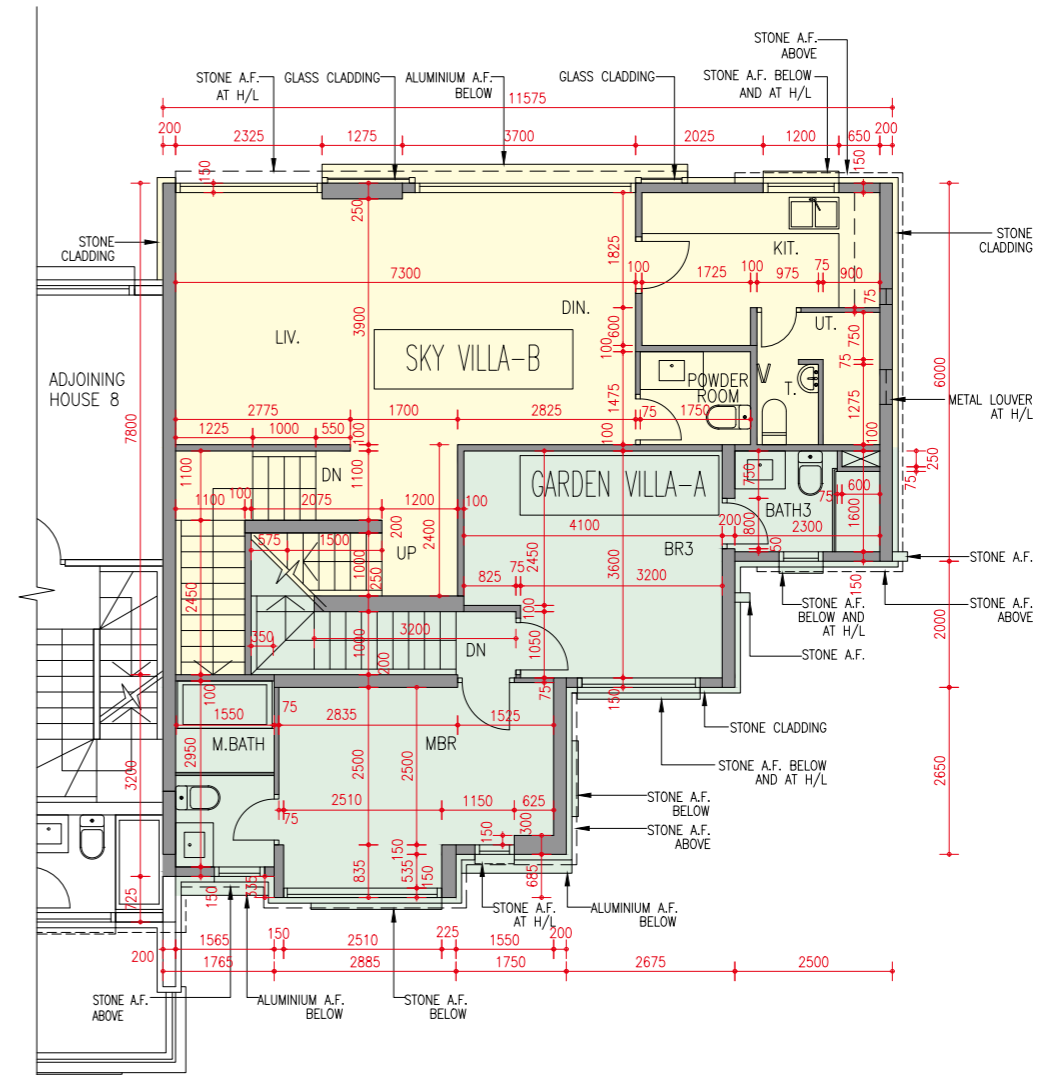 STONE A.F.
ABOVE
STONE A.F.
AT H/L
GLASS CLADDING
ALUMINIUM A.F.
BELOW
GLASS CLADDING
STONE A.F. BELOW
AND AT H/L
11575
200
2325
1275
3700
2025
1200
650
200
150
150
250
STONE
CLADDING
STONE
CLADDING
1825
KIT.
7300
100
1725
100
975
75
900
75
3900
DIN.
600
UT.
750
LIV.
SKY VILLA-B
100
75
6000
ADJOINING
HOUSE 8
POWDER
ROOM
T.
METAL LOUVER
AT H/L
7800
1475
1275
2775
1700
2825
75
1750
1225
1000
550
100
100
100
250
1100
DN
1100
GARDEN VILLA-A
750
75
600
75
1100
100
2075
1200
100
BATH3
1600
200
2400
4100
200
800
2300
575
1500
UP
2450
BR3
50
STONE A.F.
1000
250
825
75
3200
3600
150
2450
STONE A.F.
BELOW AND
AT H/L
STONE A.F.
ABOVE
100
2000
350
3200
1000
DN
1050
STONE A.F.
200
100
75
150
1550
75
2835
1525
STONE CLADDING
M.BATH
MBR
2950
2500
2500
STONE A.F. BELOW
AND AT H/L
2650
3200
2510
1150
625
STONE A.F.
BELOW
75
150
300
STONE A.F.
ABOVE
150
835
535
150
685
150
335
725
STONE A.F.
AT H/L
ALUMINIUM A.F.
BELOW
150
225
1565
2510
1550
200
200
1765
2885
1750
2675
2500
STONE A.F.
ABOVE
ALUMINIUM A.F.
BELOW
STONE A.F.
BELOW